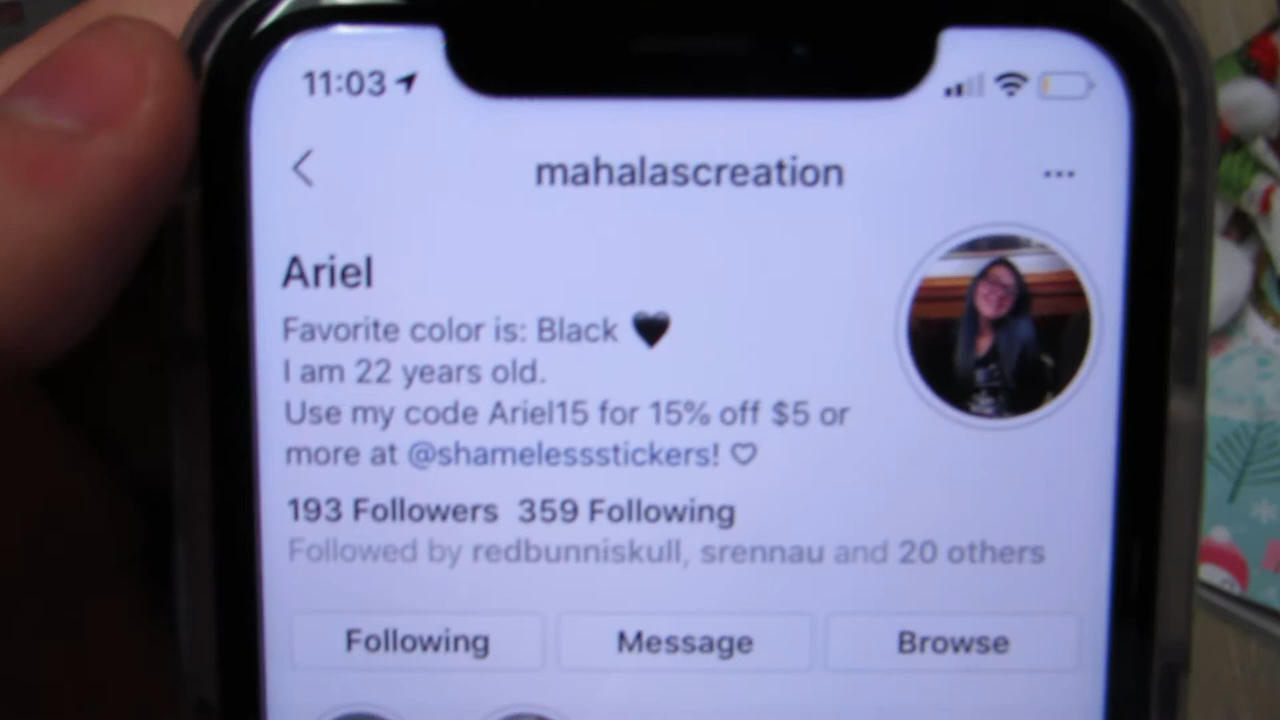 11:03
mahalascreation
Ariel
Favorite color is: Black 🖤
I am 22 years old.
Use my code Ariel15 for 15% off $5 or
more at @shamelessstickers! ♡
193 Followers 359 Following
Followed by redbunniskull, srennau and 20 others
Following
Message
Browse